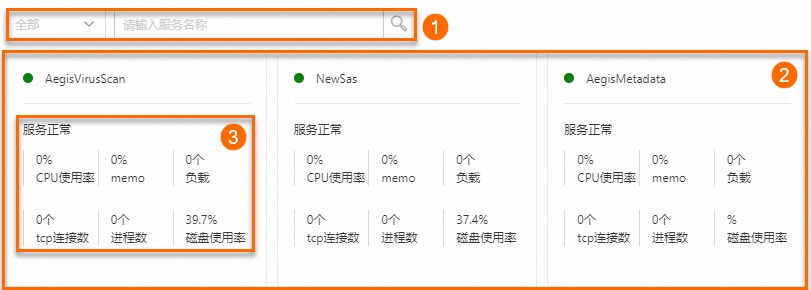 全部 请输入服务名称 1
2
AegisVirusScan NewSas AegisMetadata
服务正常 服务正常 服务正常
3
0% 0% 0个 0% 0% 0个 0% 0% 0个
CPU使用率 memo 负载 CPU使用率 memo 负载 CPU使用率 memo 负载
0个 0个 39.7% 0个 0个 37.4% 0个 0个 %
tcp连接数 进程数 磁盘使用率 tcp连接数 进程数 磁盘使用率 tcp连接数 进程数 磁盘使用率